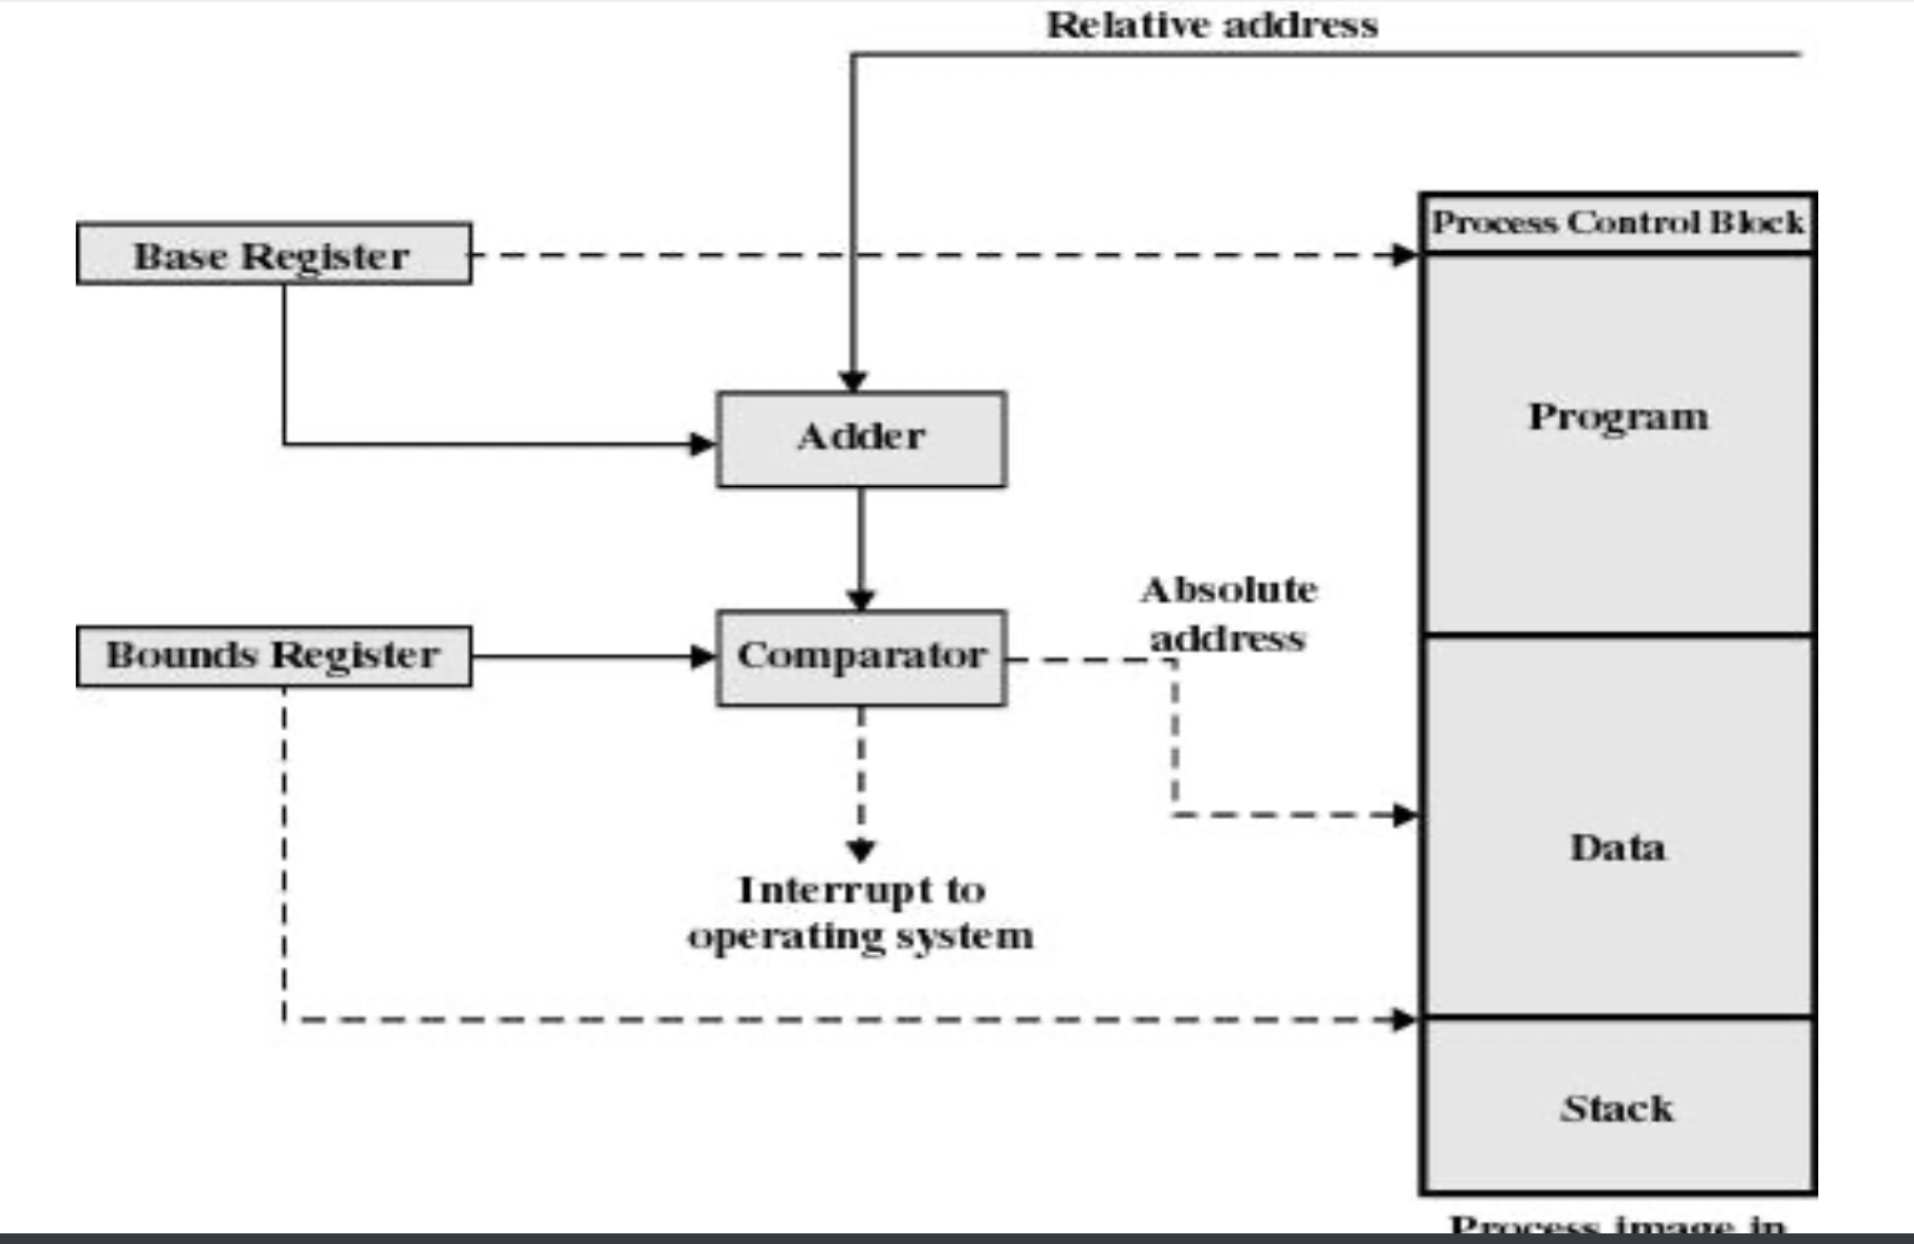 Relative address
Process Control Block
Base Register
Program
Adder
Absolute
address
Bounds Register
Comparator
Data
Interrupt to
operating system
Stack
Process image in